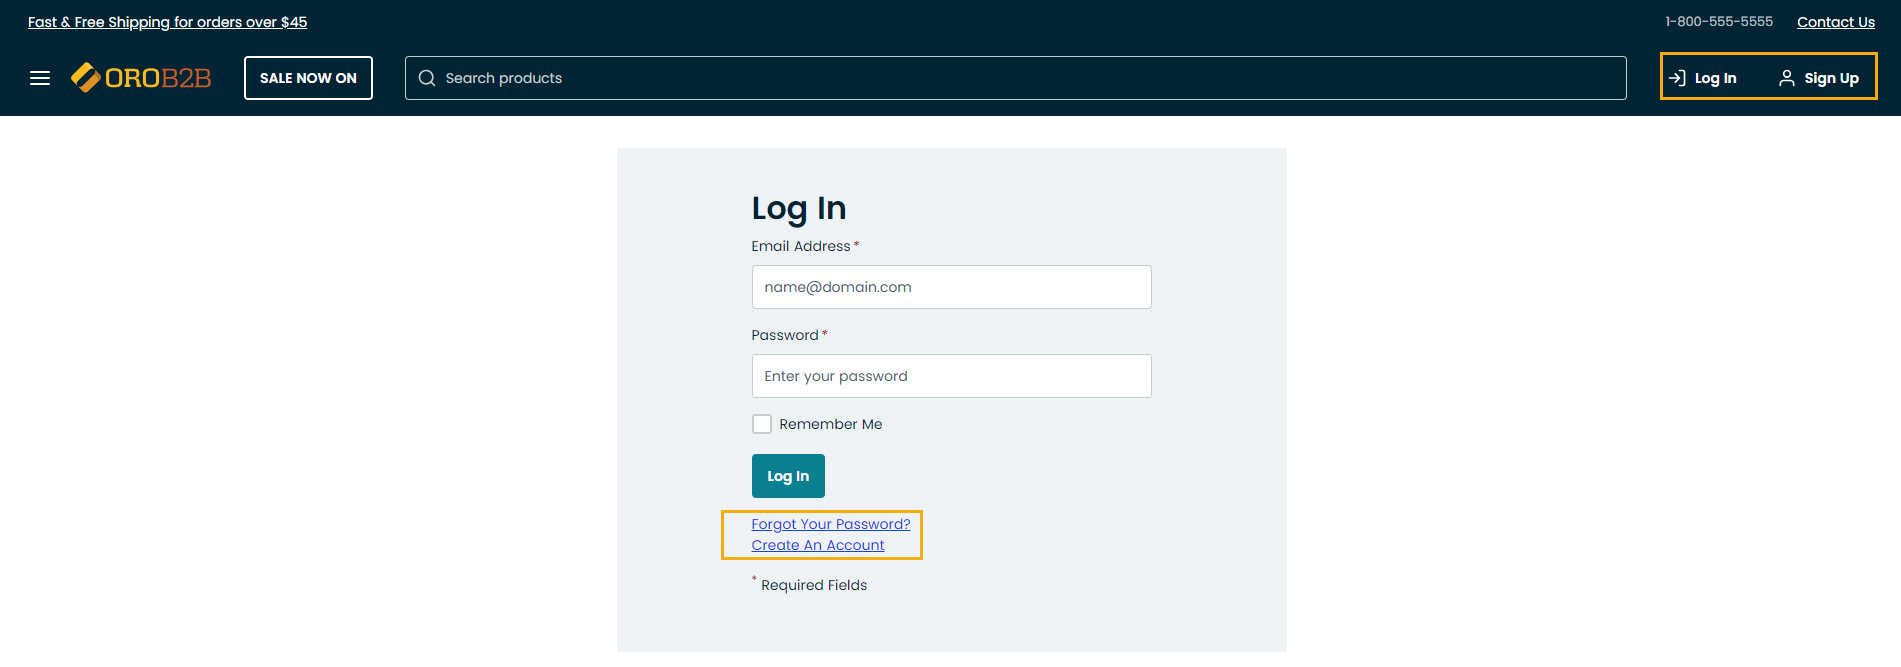 Fast & Free Shipping for orders over $45
1-800-555-5555 Contact Us
OROB2B SALE NOW ON Search products Log In Sign Up
Log In
Email Address *
name@domain.com
Password *
Enter your password
Remember Me
Log In
Forgot Your Password?
Create An Account
* Required Fields